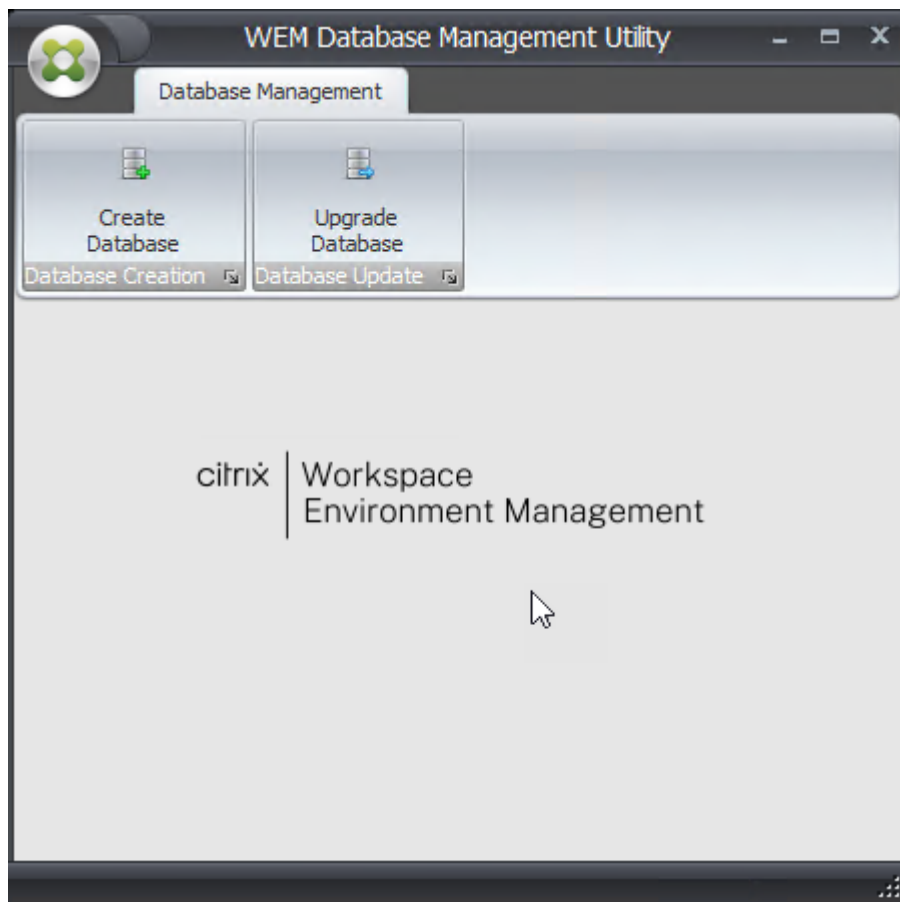 WEM Database Management Utility
Database Management
Create
Database
Database Creation
Upgrade
Database
Database Update
citrix
Workspace
Environment Management